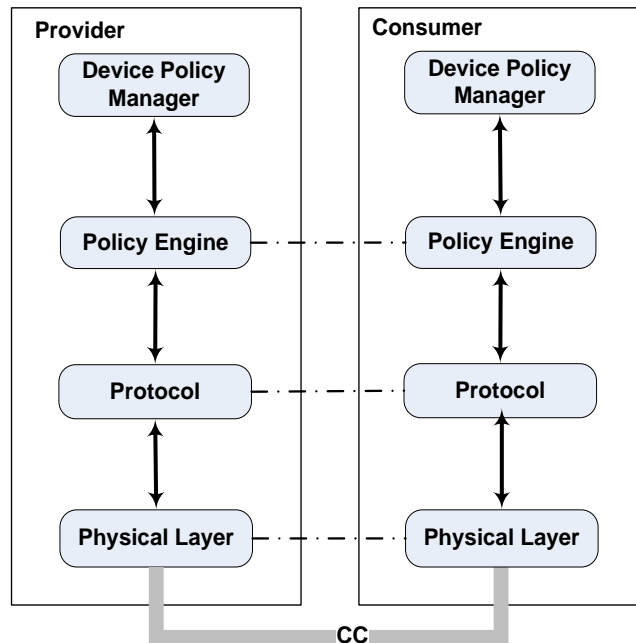 Provider
Device Policy
Manager
Policy Engine
Protocol
Physical Layer
Consumer
Device Policy
Manager
Policy Engine
Protocol
Physical Layer
CC